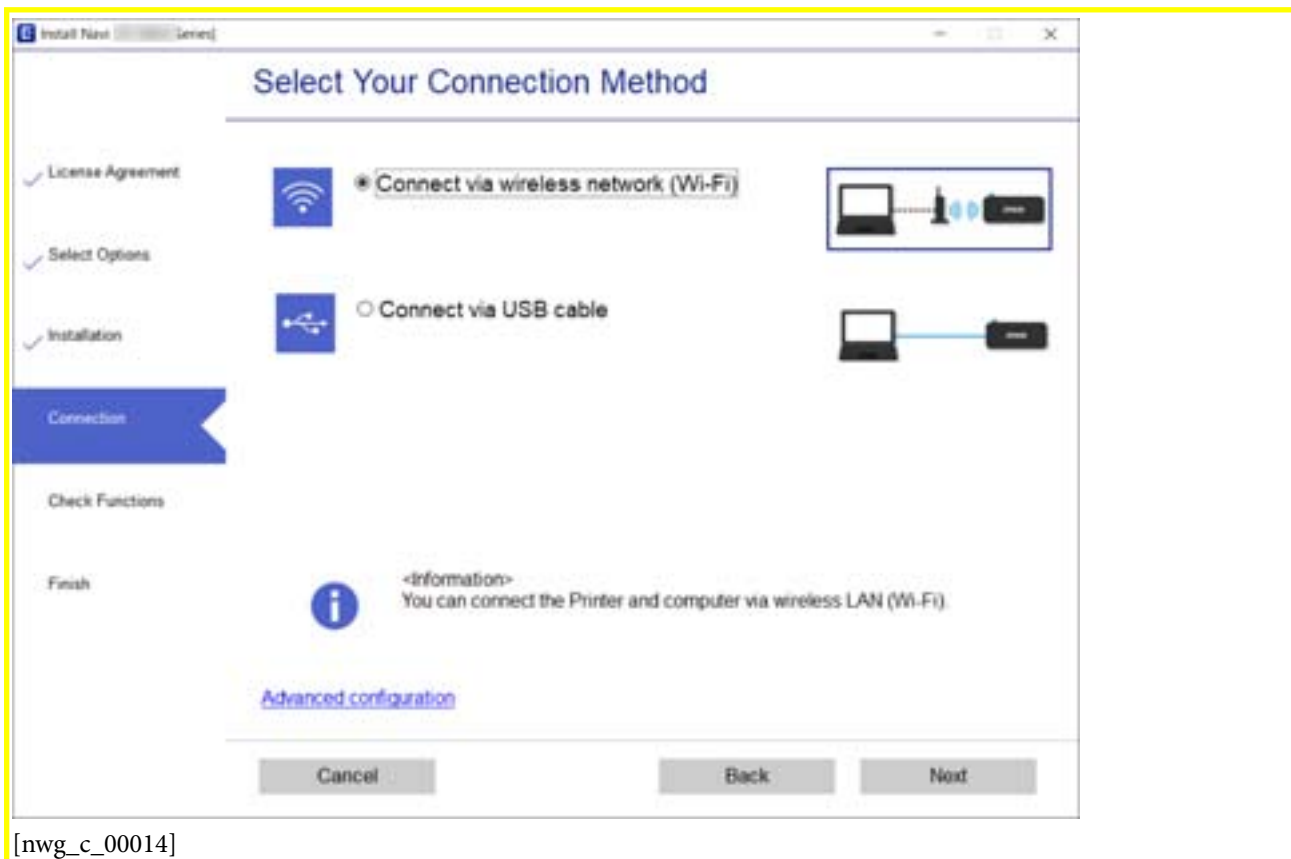 Install Navi Series]
Select Your Connection Method
License Agreement
Select Options
Installation
Connection
Check Functions
Finish
Connect via wireless network (Wi-Fi)
Connect via USB cable
<Information>
You can connect the Printer and computer via wireless LAN (Wi-Fi).
Advanced configuration
Cancel
Back
Next
[nwg_c_00014]